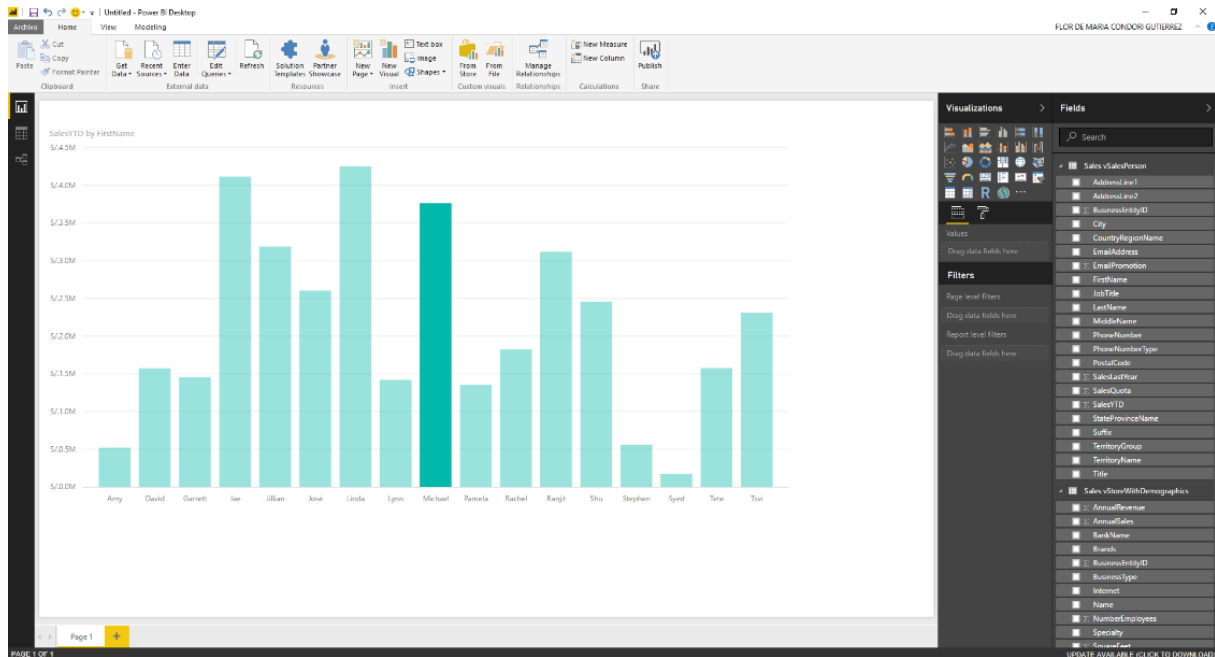 Untitled - Power BI Desktop
Archivo Home View Modeling
FLOR DE MARIA CONDORI GUTIERREZ
Paste
Cut
Copy
Format Painter
Clipboard
Get Data
Recent Sources
Enter Data
Edit Queries
Refresh
External data
Solution Templates
Partner Showcase
Resources
New Page
New Visual
Text box
Image
Shapes
Insert
From Store
From File
Custom visuals
Manage Relationships
Relationships
New Measure
New Column
Calculations
Publish
Share
SalesYTD by FirstName
S/.4.5M
S/.4.0M
S/.3.5M
S/.3.0M
S/.2.5M
S/.2.0M
S/.1.5M
S/.1.0M
S/.0.5M
S/.0.0M
Amy David Garrett Jae Jillian José Linda Lynn Michael Pamela Rachel Ranjit Shu Stephen Syed Tete Tsvi
Visualizations
R
Values
Drag data fields here
Filters
Page level filters
Drag data fields here
Report level filters
Drag data fields here
Fields
Search
Sales vSalesPerson
AddressLine1
AddressLine2
BusinessEntityID
City
CountryRegionName
EmailAddress
EmailPromotion
FirstName
JobTitle
LastName
MiddleName
PhoneNumber
PhoneNumberType
PostalCode
SalesLastYear
SalesQuota
SalesYTD
StateProvinceName
Suffix
TerritoryGroup
TerritoryName
Title
Sales vStoreWithDemographics
AnnualRevenue
AnnualSales
BankName
Brands
BusinessEntityID
BusinessType
Internet
Name
NumberEmployees
Specialty
SquareFeet
Page 1
PAGE 1 OF 1
UPDATE AVAILABLE (CLICK TO DOWNLOAD)